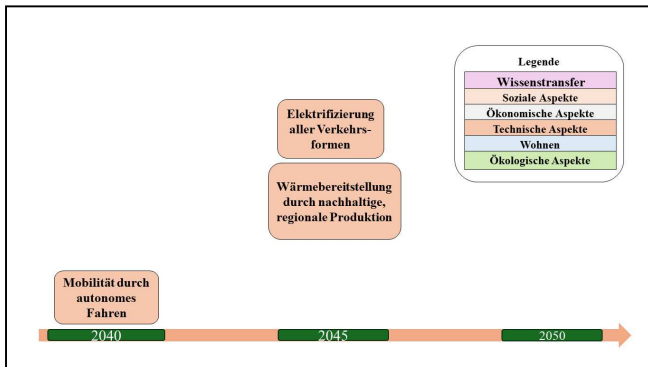 Legende
Wissenstransfer
Soziale Aspekte
Ökonomische Aspekte
Technische Aspekte
Wohnen
Ökologische Aspekte
Elektrifizierung
aller Verkehrs-
formen
Wärmebereitstellung
durch nachhaltige,
regionale Produktion
Mobilität durch
autonomes
Fahren
2040
2045
2050